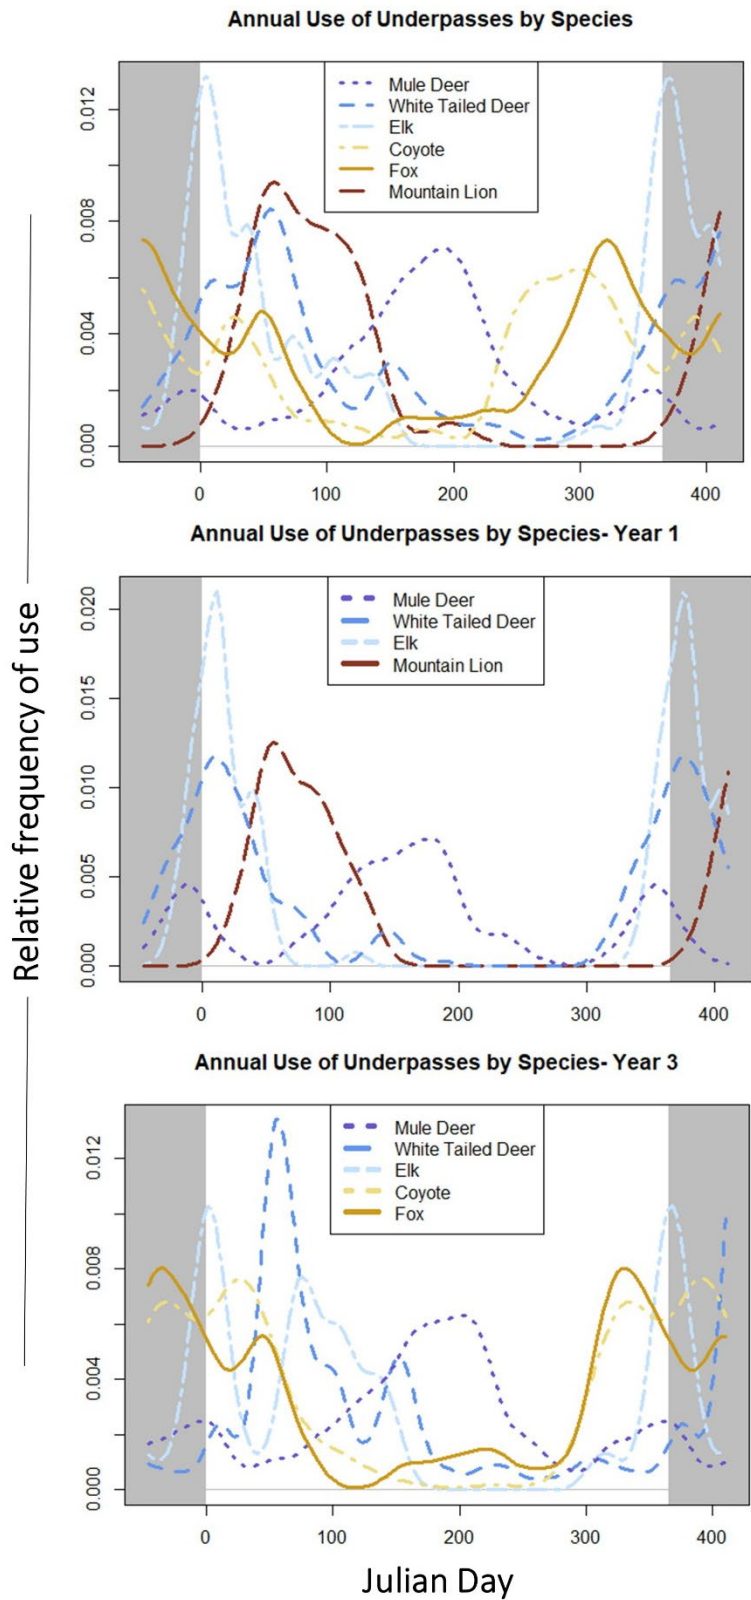 Annual Use of Underpasses by Species
0.012
0.008
0.004
0.000
Mule Deer
White Tailed Deer
Elk
Coyote
Fox
Mountain Lion
0 100 200 300 400
Annual Use of Underpasses by Species- Year 1
0.020
0.015
0.010
0.005
0.000
Mule Deer
White Tailed Deer
Elk
Mountain Lion
0 100 200 300 400
Annual Use of Underpasses by Species- Year 3
0.012
0.008
0.004
0.000
Mule Deer
White Tailed Deer
Elk
Coyote
Fox
0 100 200 300 400
Relative frequency of use
Julian Day